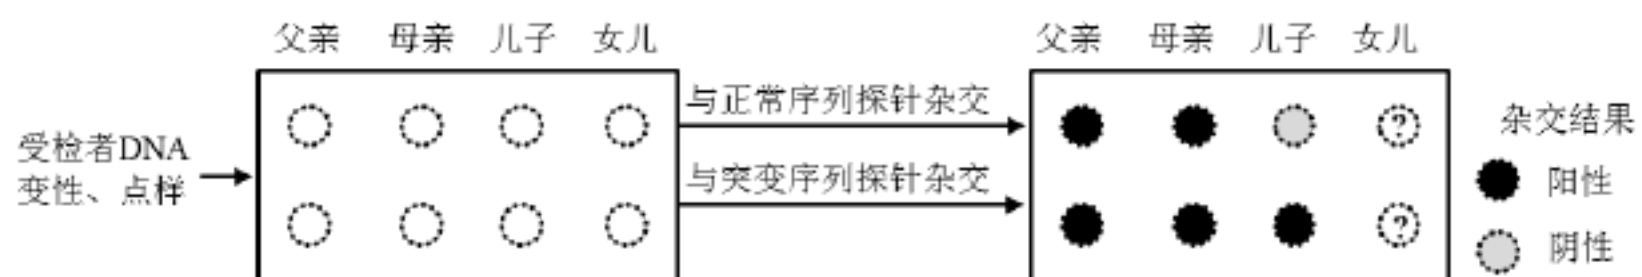 父亲 母亲 儿子 女儿
父亲 母亲 儿子 女儿
与正常序列探针杂交
杂交结果
受检者DNA
变性、点样
?
与突变序列探针杂交
阳性
?
阴性